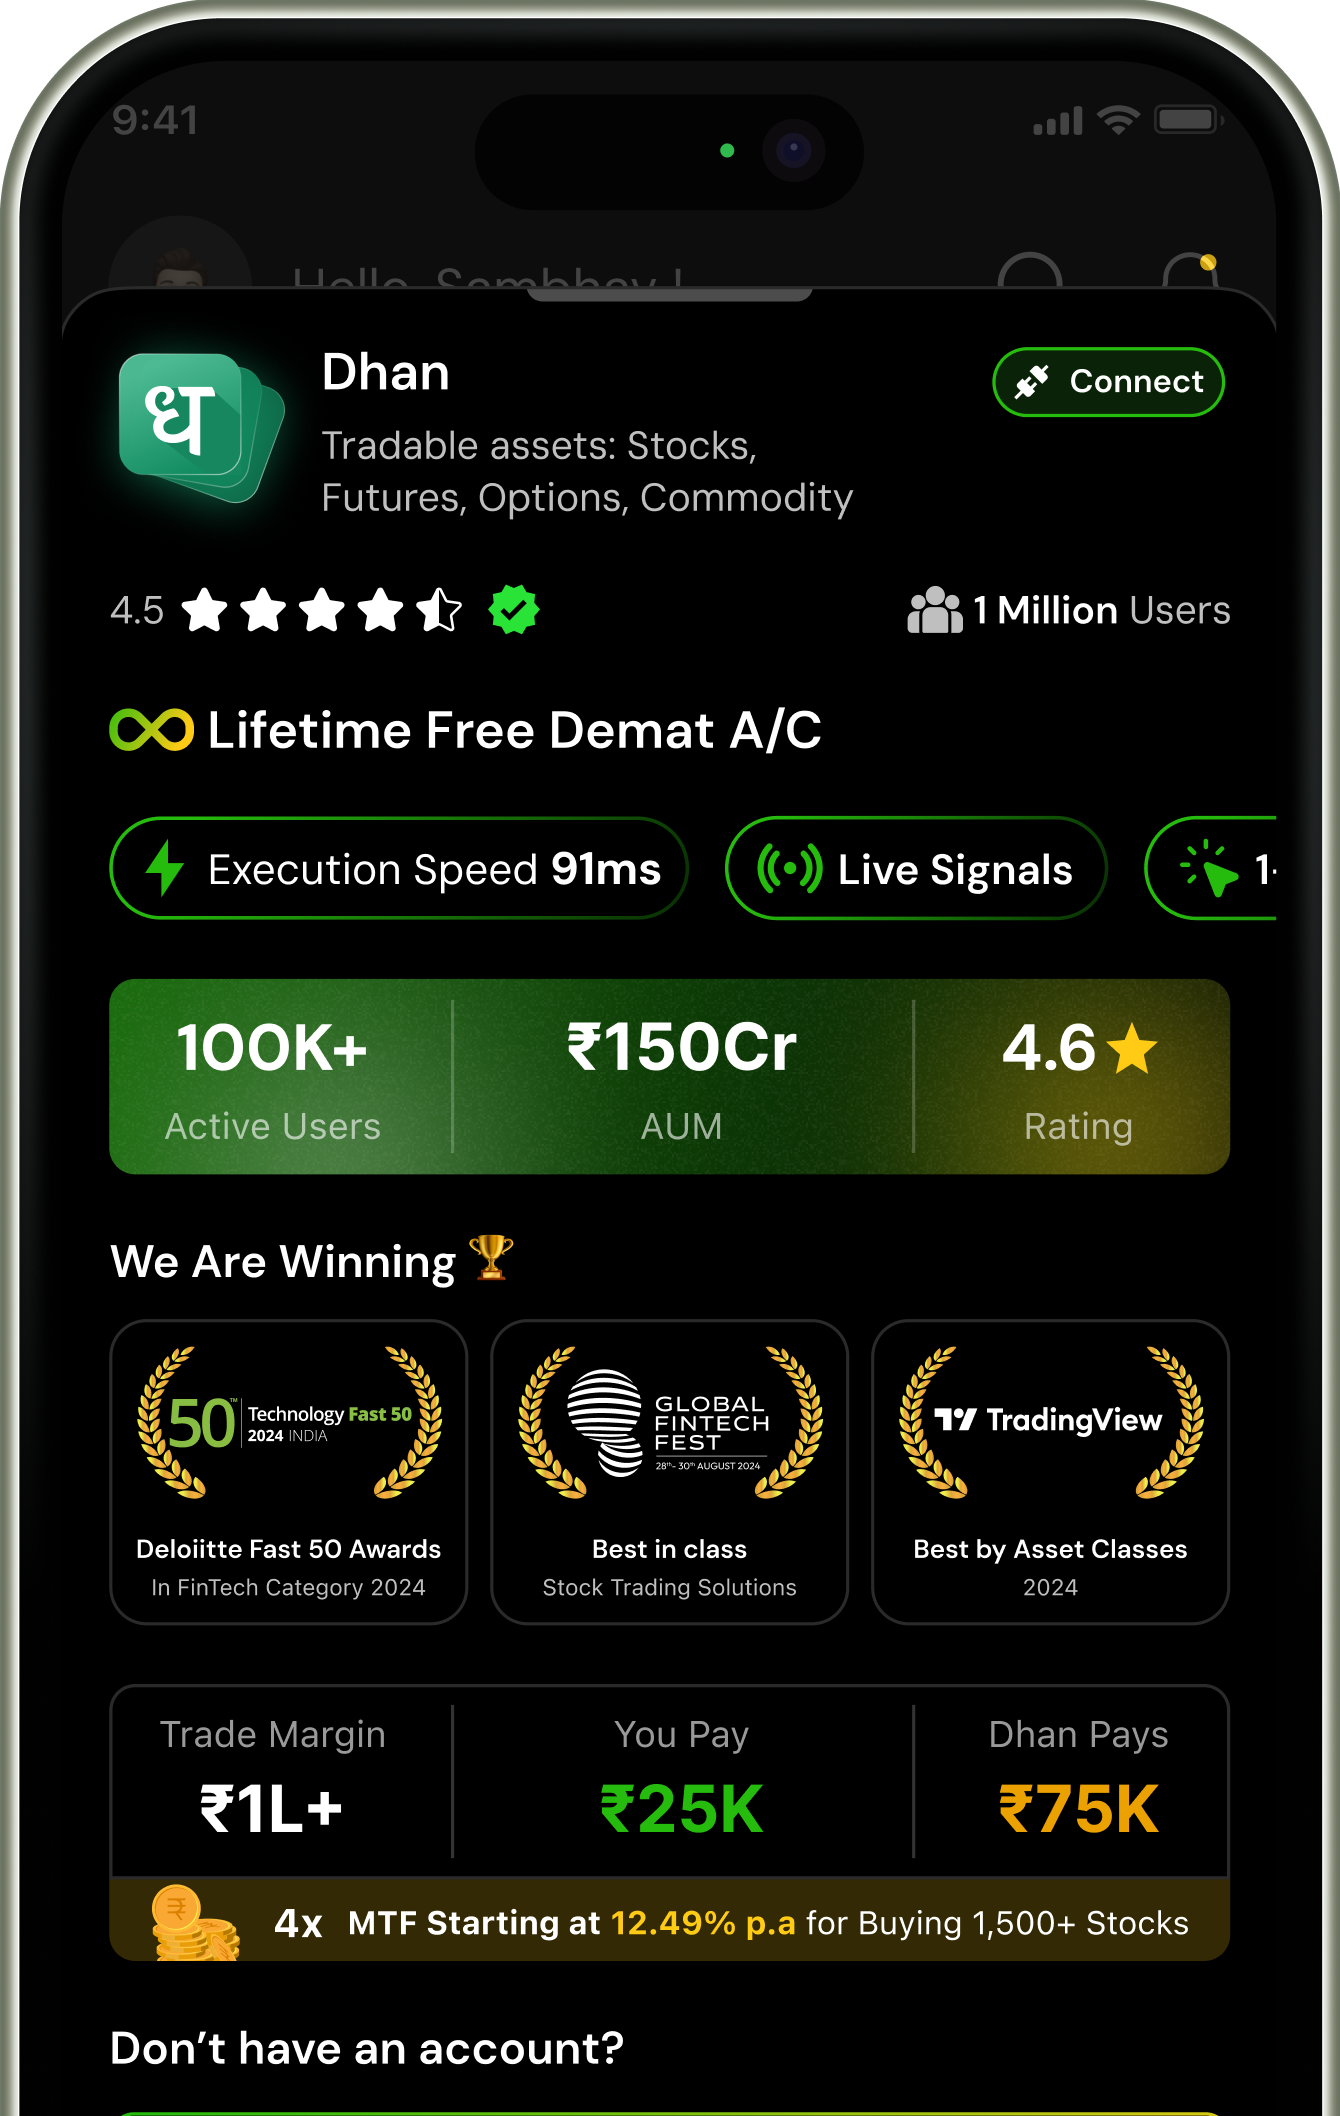 9:41
Hello, Sambhav !
ध
Dhan
Connect
Tradable assets: Stocks,
Futures, Options, Commodity
4.5
1 Million Users
Lifetime Free Demat A/C
Execution Speed 91ms
Live Signals
1-
100K+
₹150Cr
4.6
Active Users
AUM
Rating
We Are Winning
50™
Technology Fast 50
2024 INDIA
Deloiitte Fast 50 Awards
In FinTech Category 2024
GLOBAL
FINTECH
FEST
28th- 30th AUGUST 2024
Best in class
Stock Trading Solutions
TradingView
Best by Asset Classes
2024
Trade Margin
You Pay
Dhan Pays
₹1L+
₹25K
₹75K
₹
4x MTF Starting at 12.49% p.a for Buying 1,500+ Stocks
Don’t have an account?